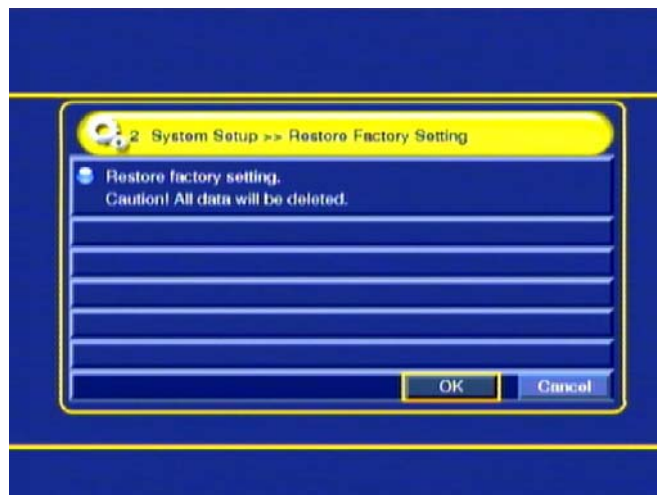 2 System Setup >> Restore Factory Setting
Restore factory setting.
Caution! All data will be deleted.
OK Cancel